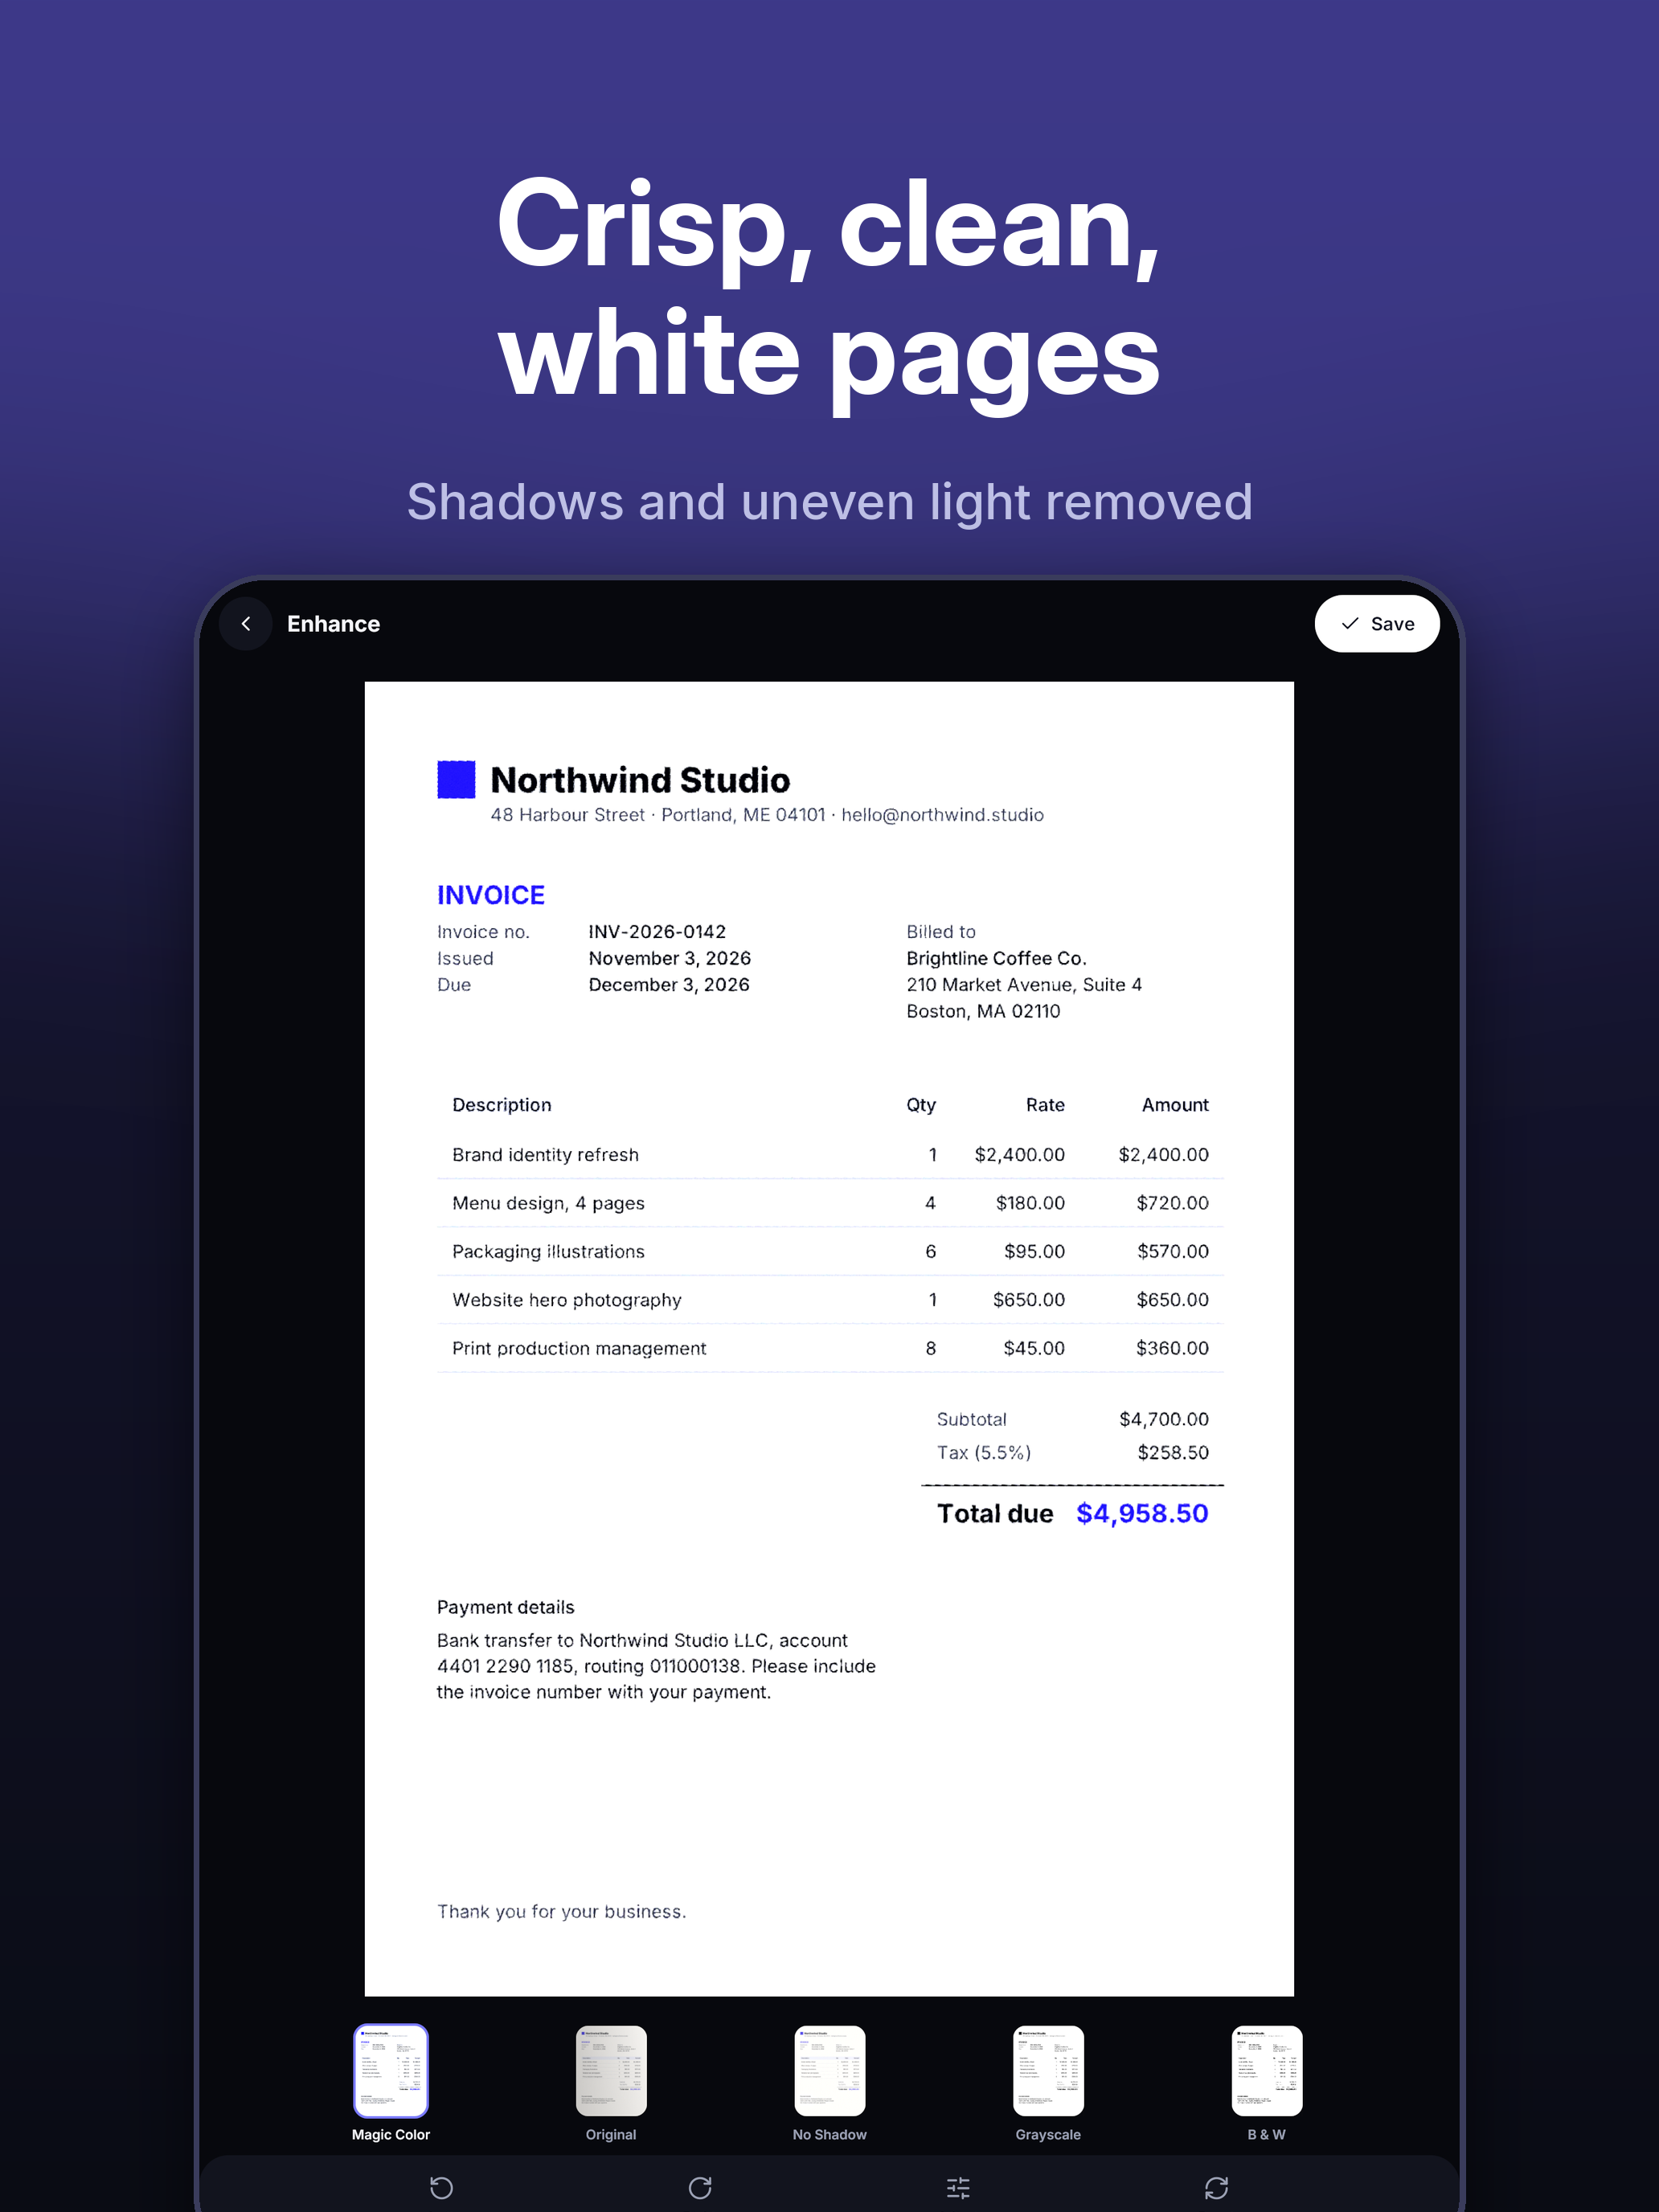 Crisp, clean,
white pages
Shadows and uneven light removed
Enhance
Save
Northwind Studio
48 Harbour Street · Portland, ME 04101 · hello@northwind.studio
INVOICE
Invoice no. INV-2026-0142
Issued November 3, 2026
Due December 3, 2026
Billed to
Brightline Coffee Co.
210 Market Avenue, Suite 4
Boston, MA 02110
Description Qty Rate Amount
Brand identity refresh 1 $2,400.00 $2,400.00
Menu design, 4 pages 4 $180.00 $720.00
Packaging illustrations 6 $95.00 $570.00
Website hero photography 1 $650.00 $650.00
Print production management 8 $45.00 $360.00
Subtotal $4,700.00
Tax (5.5%) $258.50
Total due $4,958.50
Payment details
Bank transfer to Northwind Studio LLC, account
4401 2290 1185, routing 011000138. Please include
the invoice number with your payment.
Thank you for your business.
Magic Color
Original
No Shadow
Grayscale
B & W